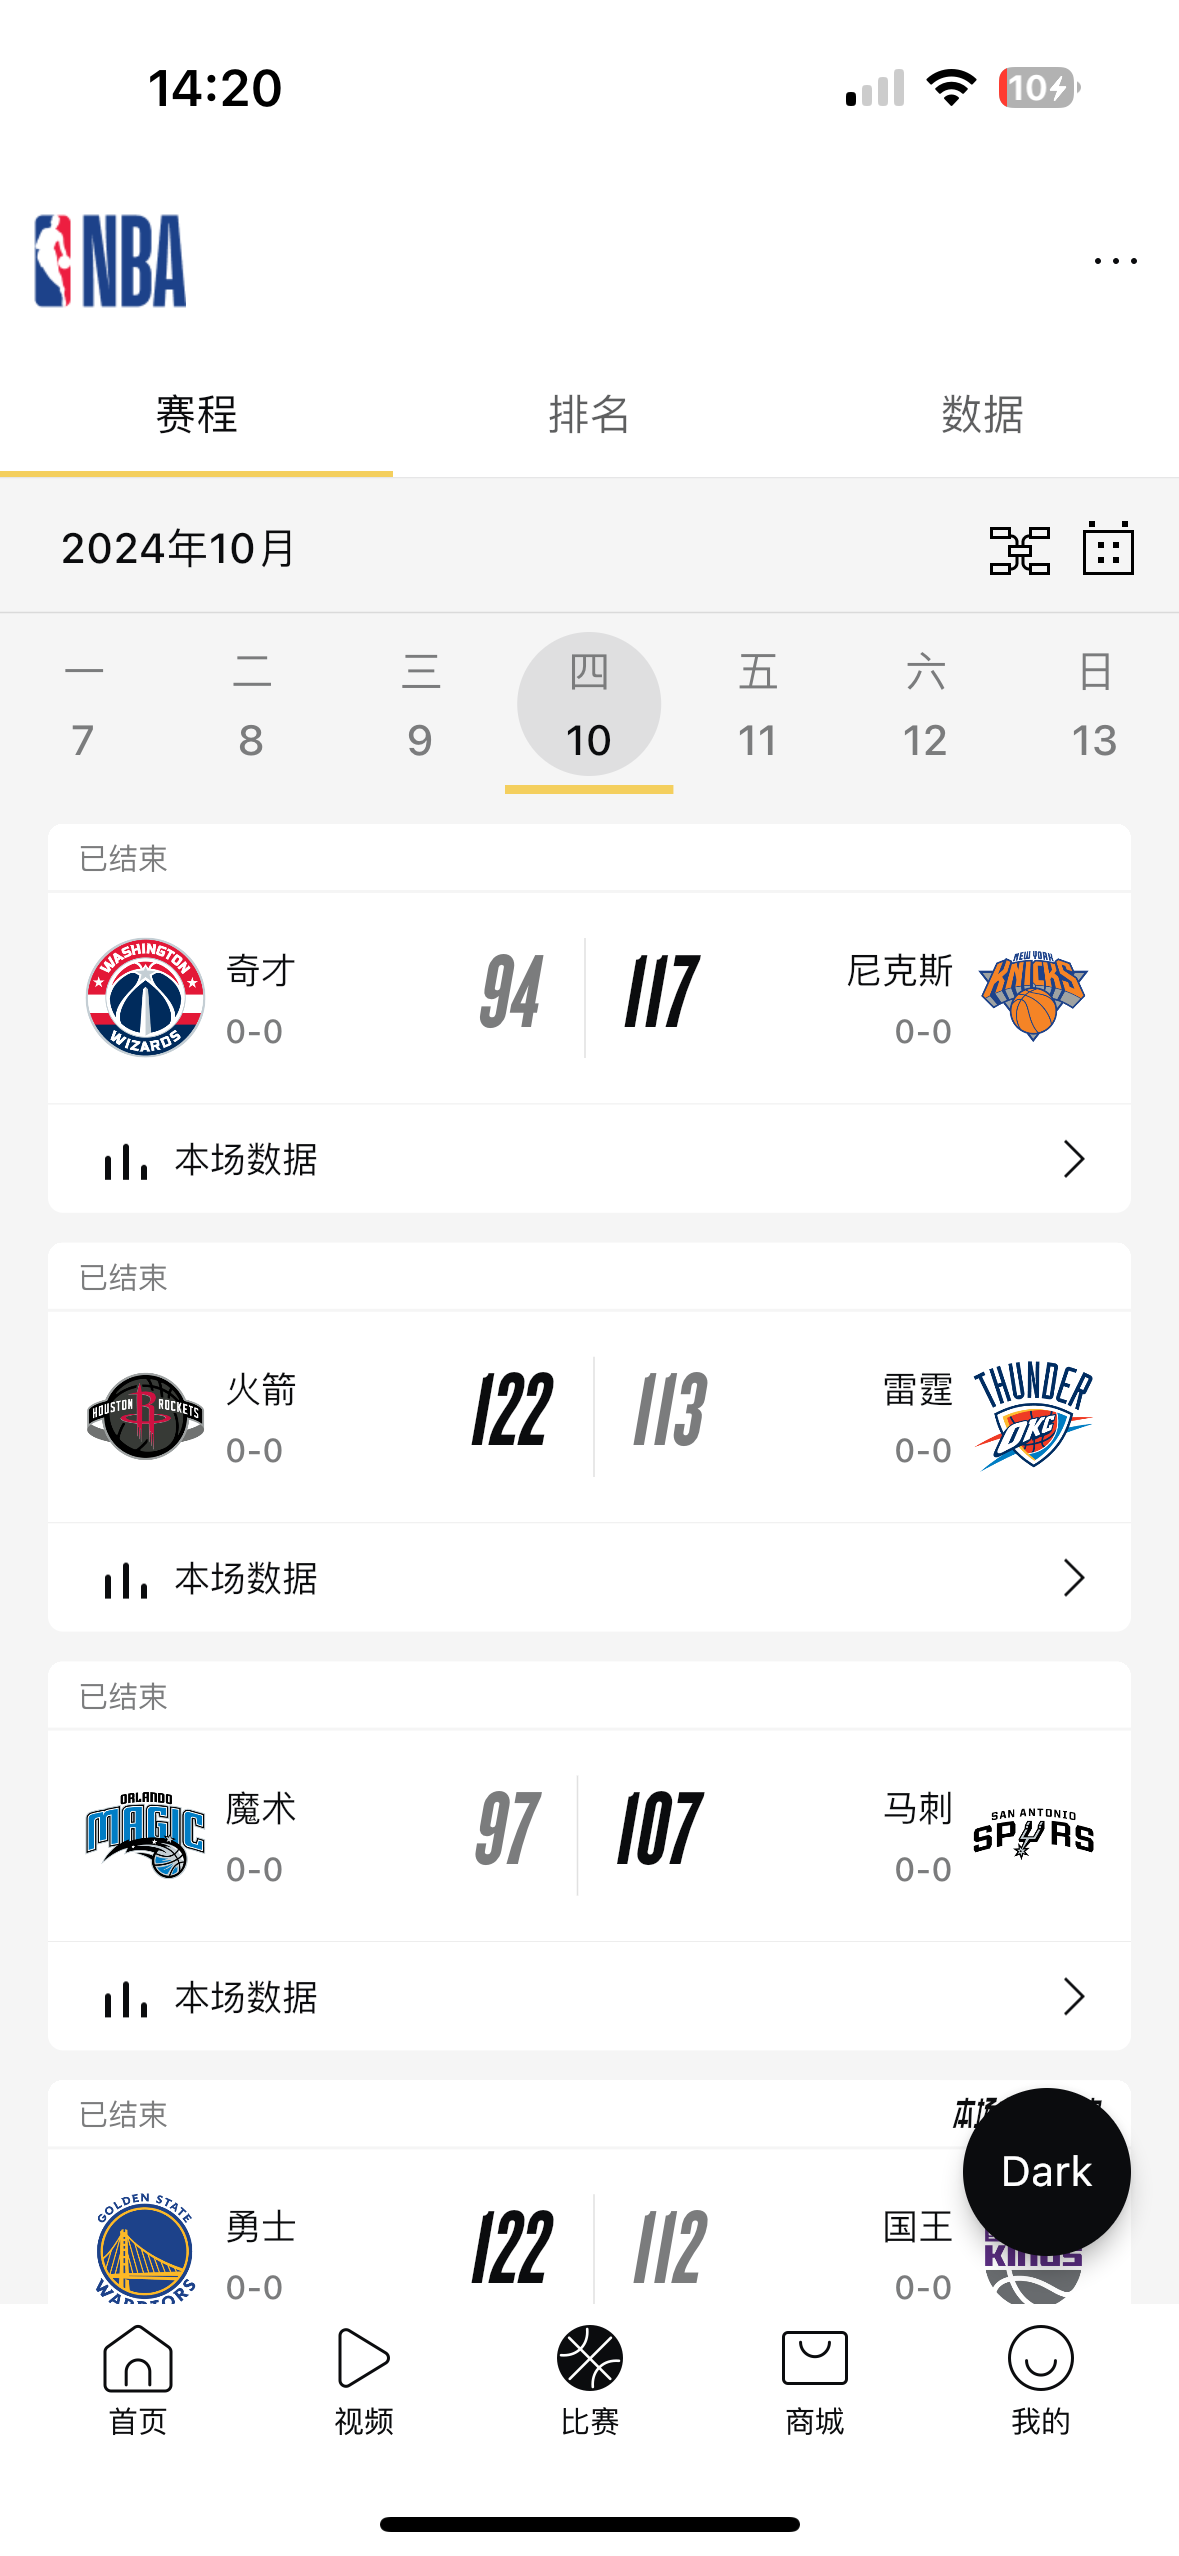 14:20
10
NBA
赛程 排名 数据
2024年10月
一 二 三 四 五 六 日
7 8 9 10 11 12 13
已结束
WASHINGTON WIZARDS
奇才 94 117 尼克斯
NEW YORK KNICKS
0-0 0-0
本场数据
已结束
HOUSTON ROCKETS
火箭 122 113 雷霆
THUNDER OKC
0-0 0-0
本场数据
已结束
ORLANDO MAGIC
魔术 97 107 马刺
SAN ANTONIO SPURS
0-0 0-0
本场数据
已结束 本场
Dark
GOLDEN STATE WARRIORS
勇士 122 112 国王
KINGS
0-0 0-0
首页 视频 比赛 商城 我的